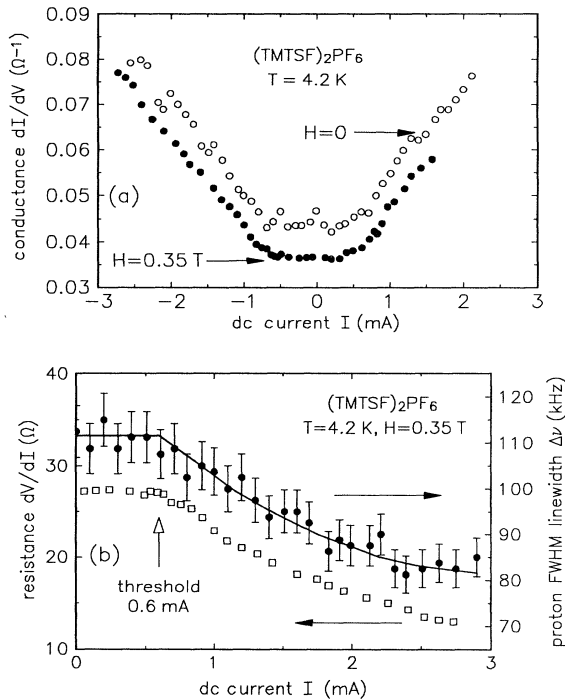 0.09
0.08
0.07
0.06
0.05
0.04
0.03
conductance dI/dV (Ω⁻¹)
(TMTSF)₂PF₆
T = 4.2 K
H=0
(a)
H=0.35 T
−3 −2 −1 0 1 2 3
dc current I (mA)
40
30
20
10
resistance dV/dI (Ω)
(TMTSF)₂PF₆
T=4.2 K, H=0.35 T
120
110
100
90
80
70
proton FWHM linewidth Δν (kHz)
(b)
threshold
0.6 mA
0 1 2 3
dc current I (mA)